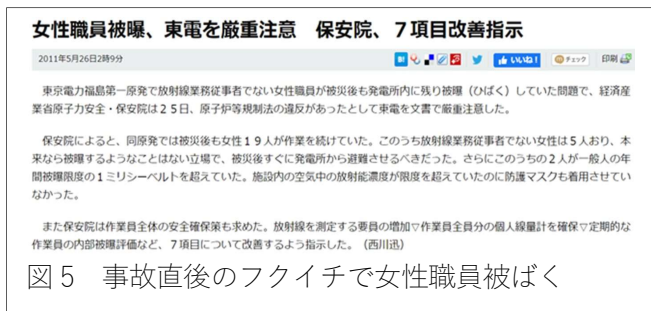 女性職員被曝、東電を厳重注意　保安院、7項目改善指示
2011年5月26日2時9分
B! いいね! チェック 印刷
東京電力福島第一原発で放射線業務従事者でない女性職員が被災後も発電所内に残り被曝（ひばく）していた問題で、経済産
業省原子力安全・保安院は25日、原子炉等規制法の違反があったとして東電を文書で厳重注意した。
保安院によると、同原発では被災後も女性19人が作業を続けていた。このうち放射線業務従事者でない女性は5人おり、本
来なら被曝するようなことはない立場で、被災後すぐに発電所から避難させるべきだった。さらにこのうちの2人が一般人の年
間被曝限度の1ミリシーベルトを超えていた。施設内の空気中の放射能濃度が限度を超えていたのに防護マスクも着用させてい
なかった。
また保安院は作業員全体の安全確保策も求めた。放射線を測定する要員の増加▽作業員全員分の個人線量計を確保▽定期的な
作業員の内部被曝評価など、7項目について改善するよう指示した。（西川迅）
図5　事故直後のフクイチで女性職員被ばく